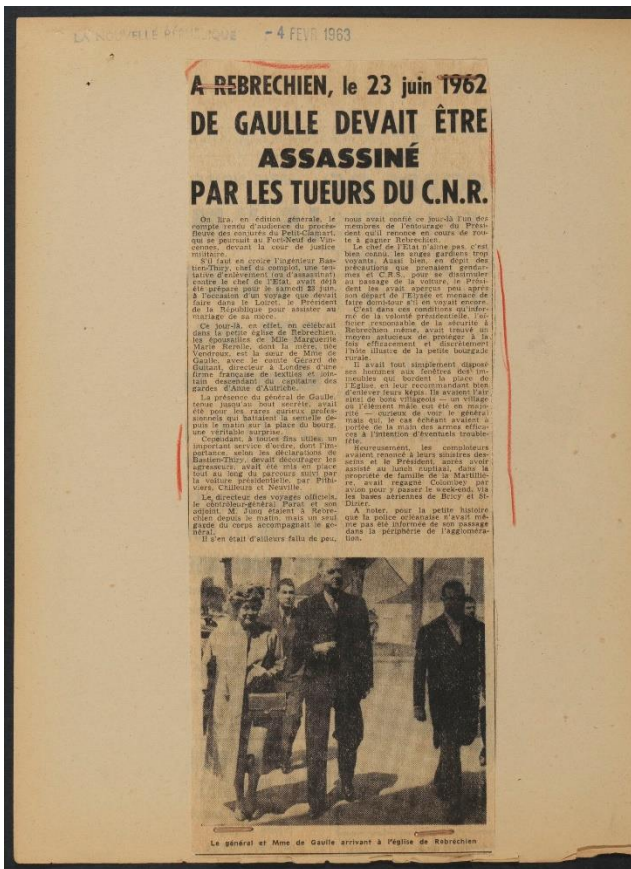 LA NOUVELLE RÉPUBLIQUE - 4 FEVR 1963
A REBRECHIEN, le 23 juin 1962
DE GAULLE DEVAIT ÊTRE
ASSASSINÉ
PAR LES TUEURS DU C.N.R.
On lira, en édition générale, le
compte rendu d'audience du procès-
fleuve des conjurés du Petit-Clamart,
qui se poursuit au Fort-Neuf de Vin-
cennes, devant la cour de justice
militaire.
S'il faut en croire l'ingénieur Bas-
tien-Thiry, chef du complot, une ten-
tative d'enlèvement (ou d'assassinat)
contre le chef de l'Etat, avait déjà
été préparée pour le samedi 23 juin,
à l'occasion d'un voyage que devait
faire dans le Loiret, le Président
de la République pour assister au
mariage de sa nièce.
Ce jour-là, en effet, on célébrait
dans la petite église de Rebrechien,
les épousailles de Mlle Marguerite
Marie Rerolle, dont la mère, née
Vendroux, est la sœur de Mme de
Gaulle, avec le comte Gérard de
Guitaut, directeur à Londres d'une
firme française de textiles et loin-
tain descendant du capitaine des
gardes d'Anne d'Autriche.
La présence du général de Gaulle,
tenue jusqu'au bout secrète, avait
été pour les rares curieux profes-
sionnels qui battaient la semelle de-
puis le matin sur la place du bourg,
une véritable surprise.
Cependant, à toutes fins utiles, un
important service d'ordre, dont l'im-
portance, selon les déclarations de
Bastien-Thiry, devait décourager les
agresseurs, avait été mis en place
tout au long du parcours suivi par
la voiture présidentielle, par Pithi-
viers, Chilleurs et Neuville.
Le directeur des voyages officiels,
le contrôleur-général Parat et son
adjoint, M. Junq étaient à Rebre-
chien depuis le matin, mais un seul
garde du corps accompagnait le gé-
néral.
Il s'en était d'ailleurs fallu de peu,
nous avait confié ce jour-là l'un des
membres de l'entourage du Prési-
dent qu'il renonce en cours de rou-
te à gagner Rebrechien.
Le chef de l'Etat n'aime pas, c'est
bien connu, les anges gardiens trop
voyants. Aussi bien, en dépit des
précautions que prenaient gendar-
mes et C.R.S., pour se dissimuler
au passage de la voiture, le Prési-
dent les avait aperçus peu après
son départ de l'Elysée et menacé de
faire demi-tour s'il en voyait encore.
C'est dans ces conditions qu'infor-
mé de la volonté présidentielle, l'of-
ficier responsable de la sécurité à
Rebrechien même, avait trouvé un
moyen astucieux de protéger à la
fois efficacement et discrètement
l'hôte illustre de la petite bourgade
rurale.
Il avait tout simplement disposé
ses hommes aux fenêtres des im-
meubles qui bordent la place de
l'Eglise, en leur recommandant bien
d'enlever leurs képis. Ils avaient l'air
ainsi de bons villageois — un village
où l'élément mâle eût été en majo-
rité — curieux de voir le général
mais qui, le cas échéant avaient à
portée de la main des armes effica-
ces à l'intention d'éventuels trouble-
fête.
Heureusement, les comploteurs
avaient renoncé à leurs sinistres des-
seins et le Président, après avoir
assisté au lunch nuptial, dans la
propriété de famille de la Martilliè-
re, avait regagné Colombey par
avion pour y passer le week-end, via
les bases aériennes de Bricy et St-
Dizier.
A noter, pour la petite histoire
que la police orléanaise n'avait mê-
me pas été informée de son passage
dans la périphérie de l'aggloméra-
tion.
Le général et Mme de Gaulle arrivant à l'église de Rebrechien